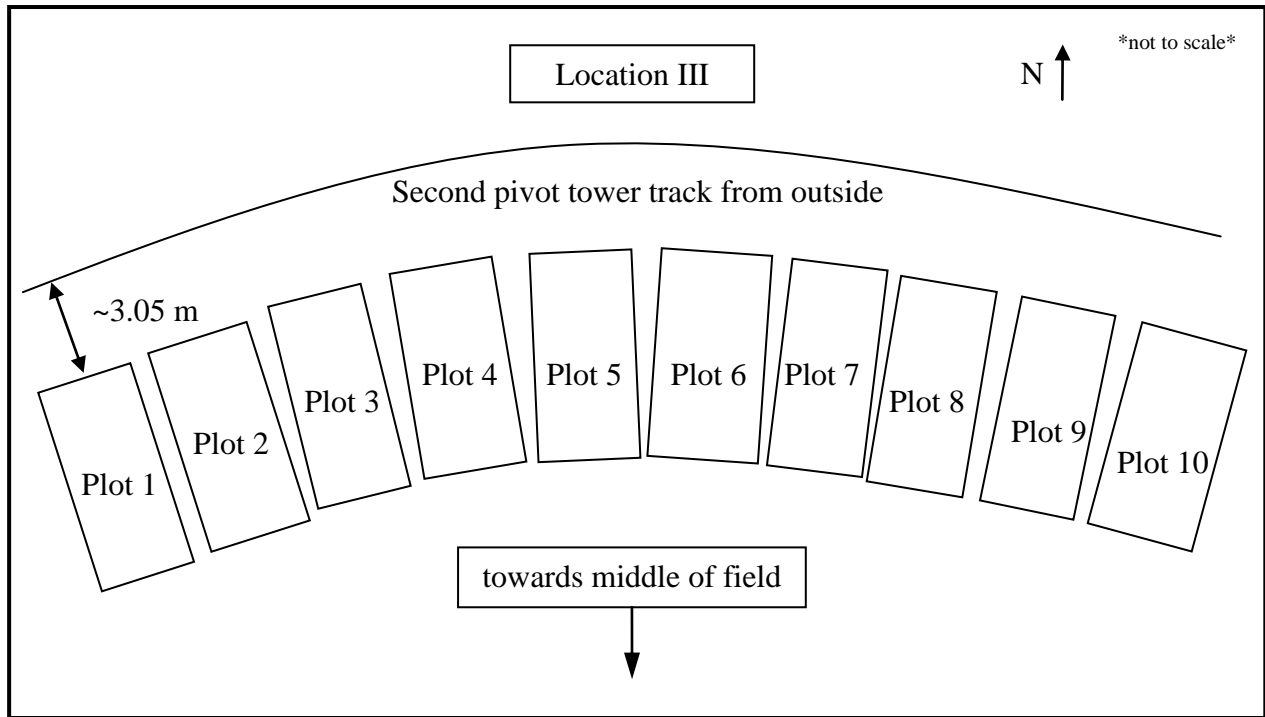 *not to scale*
Location III
N
Second pivot tower track from outside
~3.05 m
Plot 1
Plot 2
Plot 3
Plot 4
Plot 5
Plot 6
Plot 7
Plot 8
Plot 9
Plot 10
towards middle of field